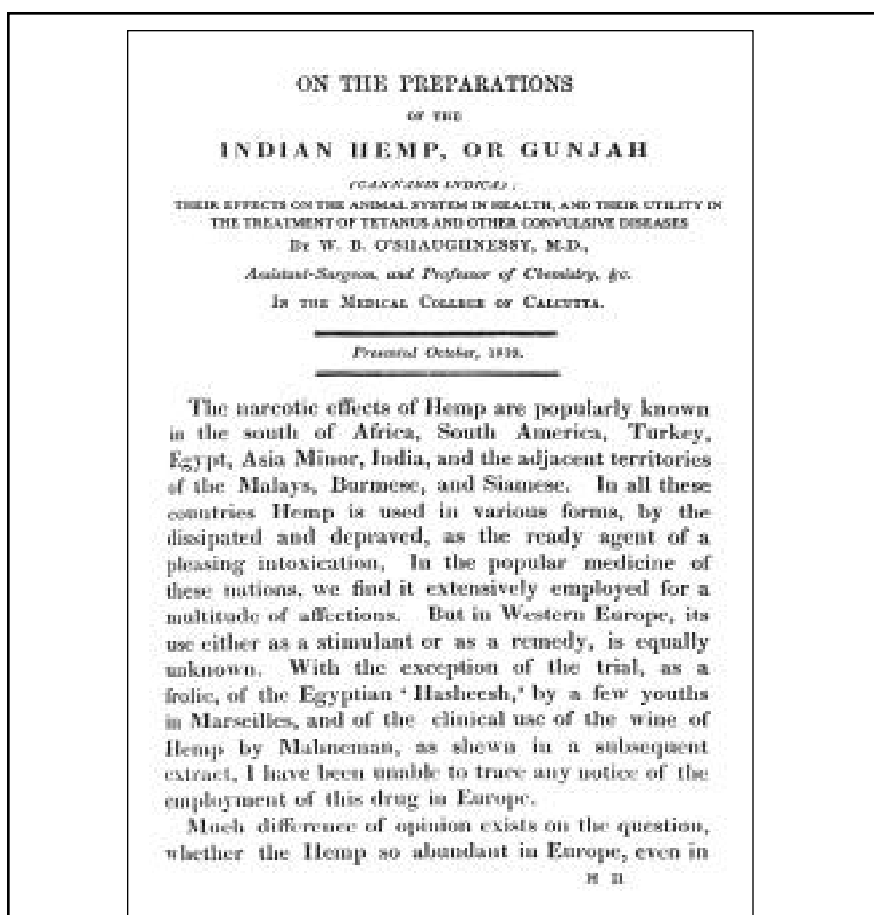 ON THE PREPARATIONS
OF THE
INDIAN HEMP, OR GUNJAH
(CANNABIS INDICA);
THEIR EFFECTS ON THE ANIMAL SYSTEM IN HEALTH, AND THEIR UTILITY IN
THE TREATMENT OF TETANUS AND OTHER CONVULSIVE DISEASES
BY W. B. O'SHAUGHNESSY, M.D.,
Assistant-Surgeon, and Professor of Chemistry, &c.
IN THE MEDICAL COLLEGE OF CALCUTTA.
Presented October,
The narcotic effects of Hemp are popularly known
in the south of Africa, South America, Turkey,
Egypt, Asia Minor, India, and the adjacent territories
of the Malays, Burmese, and Siamese. In all these
countries Hemp is used in various forms, by the
dissipated and depraved, as the ready agent of a
pleasing intoxication. In the popular medicine of
these nations, we find it extensively employed for a
multitude of affections. But in Western Europe, its
use either as a stimulant or as a remedy, is equally
unknown. With the exception of the trial, as a
frolic, of the Egyptian ‘Hasheesh,’ by a few youths
in Marseilles, and of the clinical use of the wine of
Hemp by Mahneman, as shewn in a subsequent
extract, I have been unable to trace any notice of the
employment of this drug in Europe.
Much difference of opinion exists on the question,
whether the Hemp so abundant in Europe, even in